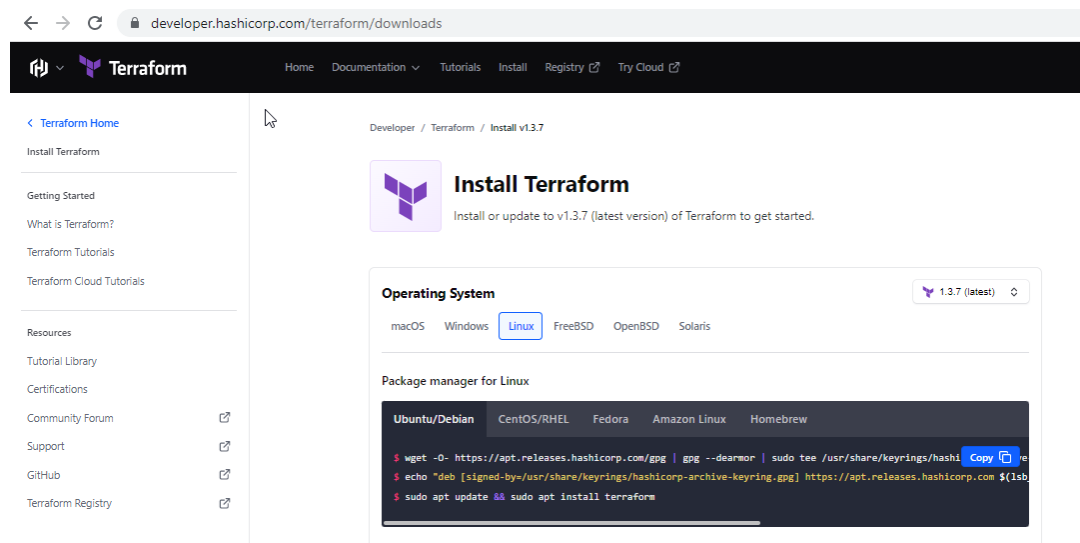 developer.hashicorp.com/terraform/downloads
Terraform
Home Documentation Tutorials Install Registry Try Cloud
Terraform Home
Install Terraform
Getting Started
What is Terraform?
Terraform Tutorials
Terraform Cloud Tutorials
Resources
Tutorial Library
Certifications
Community Forum
Support
GitHub
Terraform Registry
Developer / Terraform / Install v1.3.7
Install Terraform
Install or update to v1.3.7 (latest version) of Terraform to get started.
Operating System
1.3.7 (latest)
macOS Windows Linux FreeBSD OpenBSD Solaris
Package manager for Linux
Ubuntu/Debian CentOS/RHEL Fedora Amazon Linux Homebrew
$ wget -O- https://apt.releases.hashicorp.com/gpg | gpg --dearmor | sudo tee /usr/share/keyrings/hashi
Copy
$ echo "deb [signed-by=/usr/share/keyrings/hashicorp-archive-keyring.gpg] https://apt.releases.hashicorp.com $(lsb_
$ sudo apt update && sudo apt install terraform